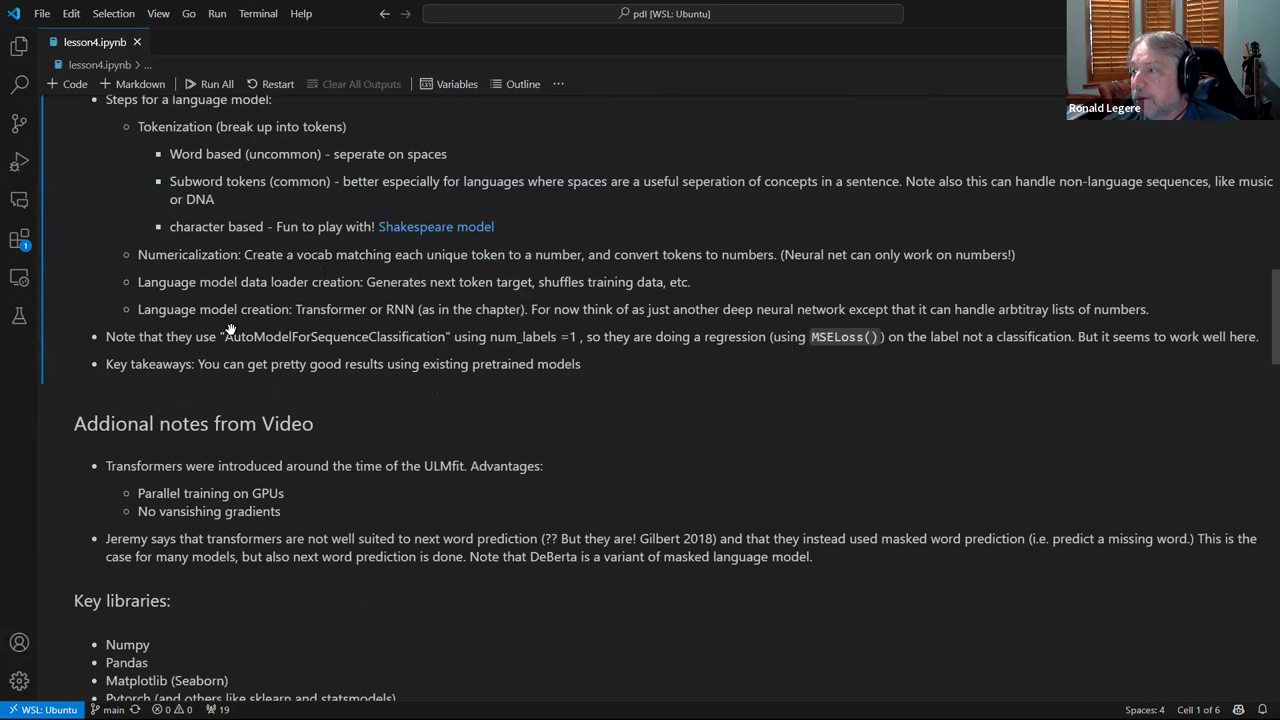 File Edit Selection View Go Run Terminal Help
pdl [WSL: Ubuntu]
lesson4.ipynb
lesson4.ipynb > ...
Code Markdown Run All Restart Clear All Outputs Variables Outline ...
Ronald Legere
Steps for a language model:
Tokenization (break up into tokens)
Word based (uncommon) - seperate on spaces
Subword tokens (common) - better especially for languages where spaces are a useful seperation of concepts in a sentence. Note also this can handle non-language sequences, like music
or DNA
character based - Fun to play with! Shakespeare model
Numericalization: Create a vocab matching each unique token to a number, and convert tokens to numbers. (Neural net can only work on numbers!)
Language model data loader creation: Generates next token target, shuffles training data, etc.
Language model creation: Transformer or RNN (as in the chapter). For now think of as just another deep neural network except that it can handle arbtitray lists of numbers.
Note that they use "AutoModelForSequenceClassification" using num_labels =1 , so they are doing a regression (using MSELoss() ) on the label not a classification. But it seems to work well here.
Key takeaways: You can get pretty good results using existing pretrained models
Addional notes from Video
Transformers were introduced around the time of the ULMfit. Advantages:
Parallel training on GPUs
No vansishing gradients
Jeremy says that transformers are not well suited to next word prediction (?? But they are! Gilbert 2018) and that they instead used masked word prediction (i.e. predict a missing word.) This is the
case for many models, but also next word prediction is done. Note that DeBerta is a variant of masked language model.
Key libraries:
Numpy
Pandas
Matplotlib (Seaborn)
Pytorch (and others like sklearn and statsmodels)
1
WSL: Ubuntu main 0 0 19 Spaces: 4 Cell 1 of 6